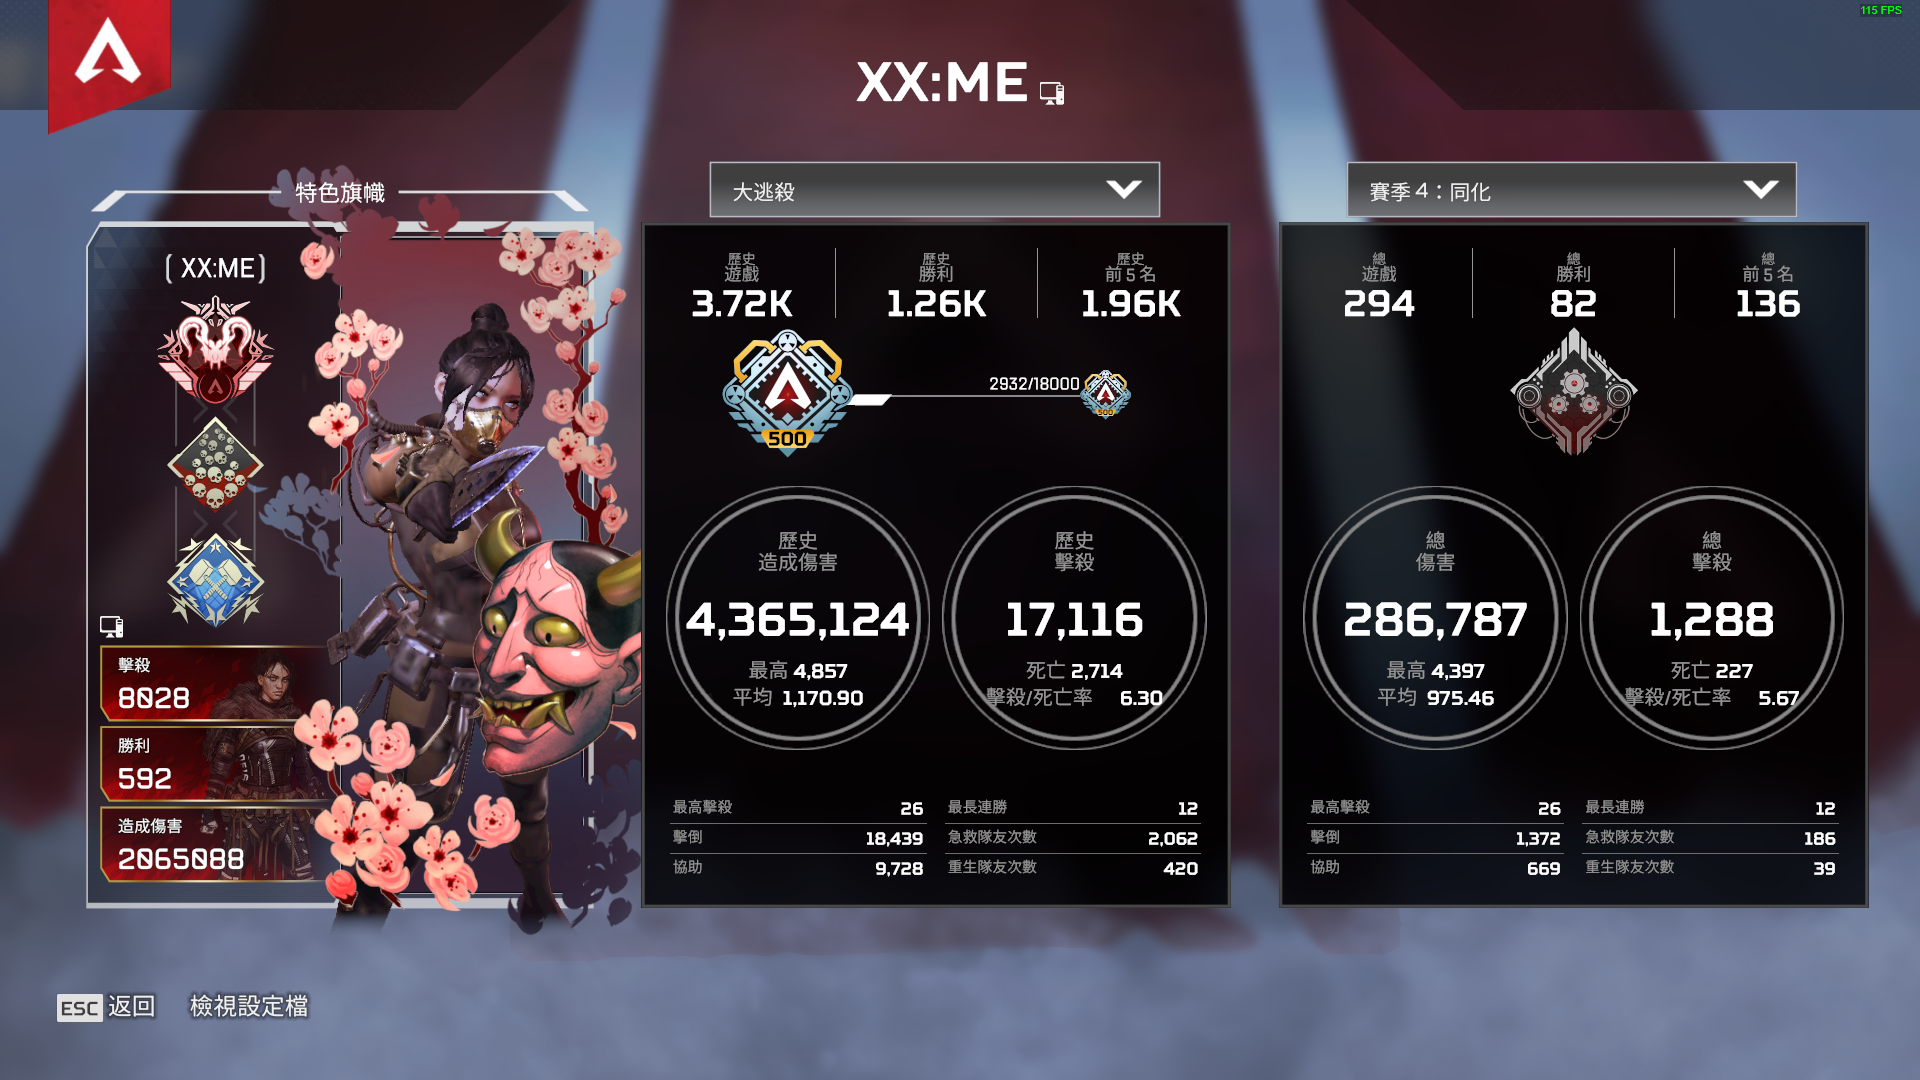 115 FPS
XX:ME
特色旗幟
[ XX:ME ]
擊殺
8028
勝利
592
造成傷害
2065088
大逃殺
歷史
遊戲
3.72K
歷史
勝利
1.26K
歷史
前 5 名
1.96K
500
2932/18000
500
歷史
造成傷害
4,365,124
最高 4,857
平均 1,170.90
歷史
擊殺
17,116
死亡 2,714
擊殺/死亡率 6.30
最高擊殺 26
擊倒 18,439
協助 9,728
最長連勝 12
急救隊友次數 2,062
重生隊友次數 420
賽季 4：同化
總
遊戲
294
總
勝利
82
總
前 5 名
136
總
傷害
286,787
最高 4,397
平均 975.46
總
擊殺
1,288
死亡 227
擊殺/死亡率 5.67
最高擊殺 26
擊倒 1,372
協助 669
最長連勝 12
急救隊友次數 186
重生隊友次數 39
ESC 返回 檢視設定檔